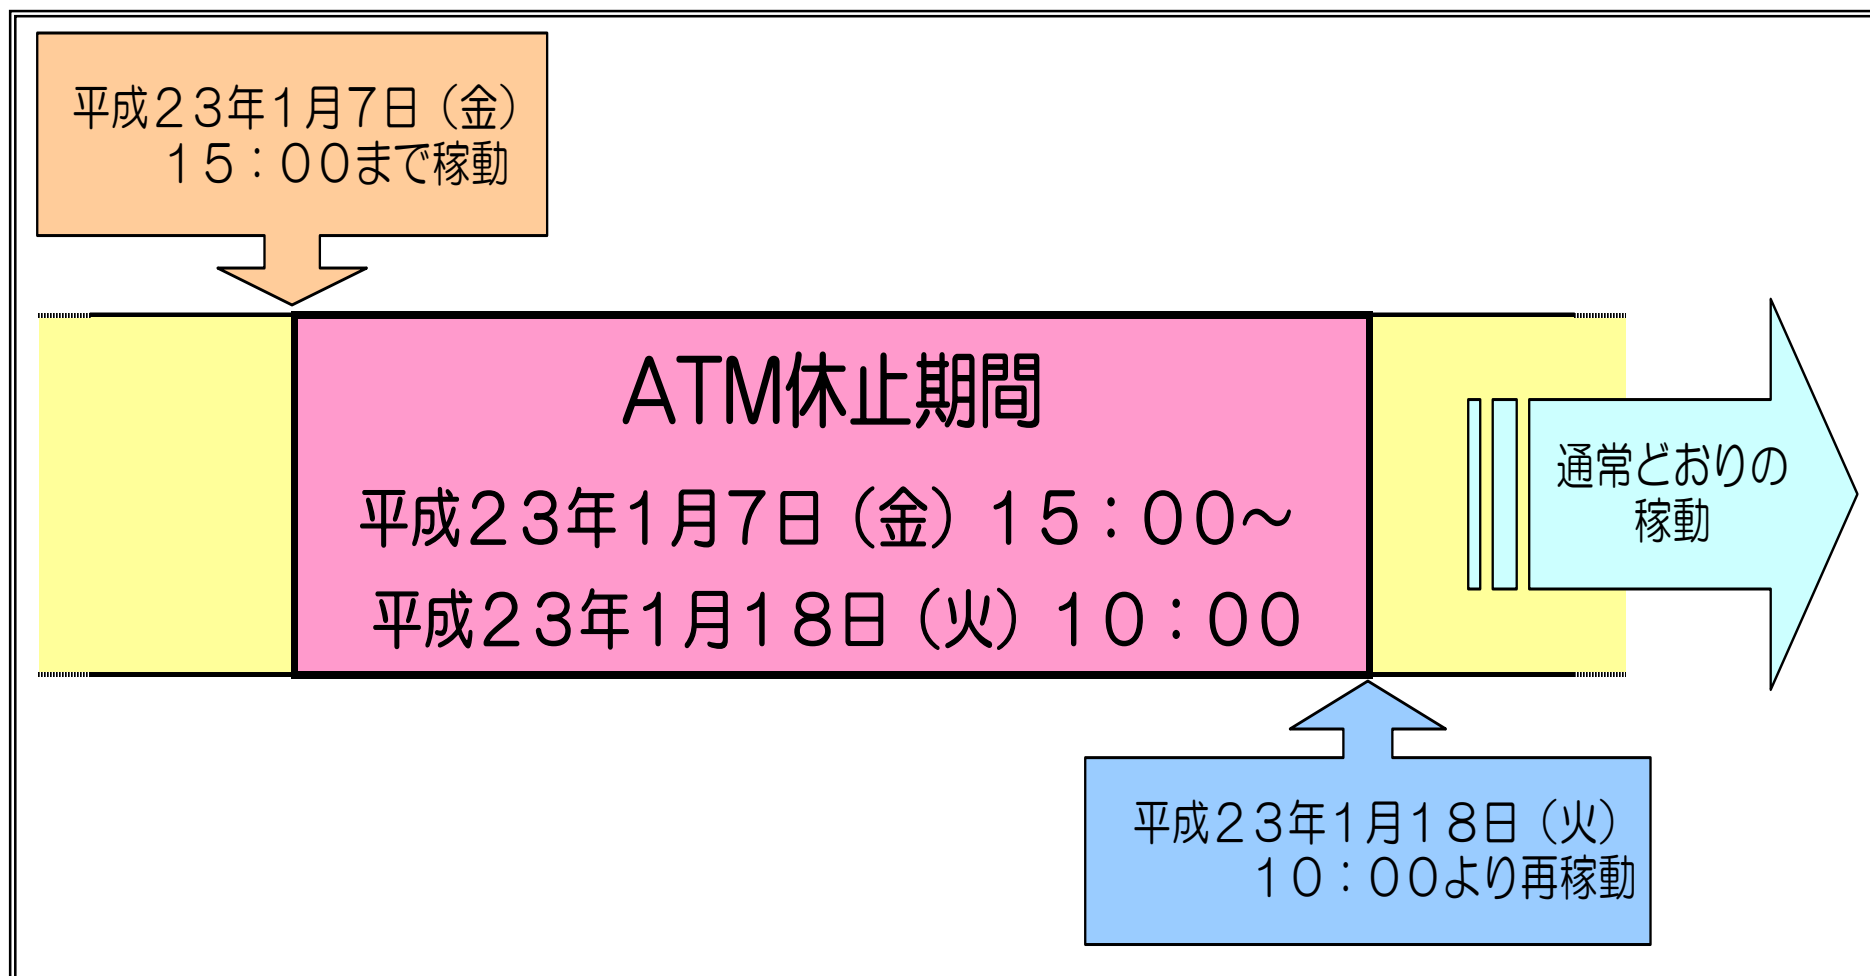 平成２３年１月７日（金）
１５：００まで稼動
ATM休止期間
平成２３年１月７日（金）１５：００～
平成２３年１月１８日（火）１０：００
通常どおりの
稼動
平成２３年１月１８日（火）
１０：００より再稼動